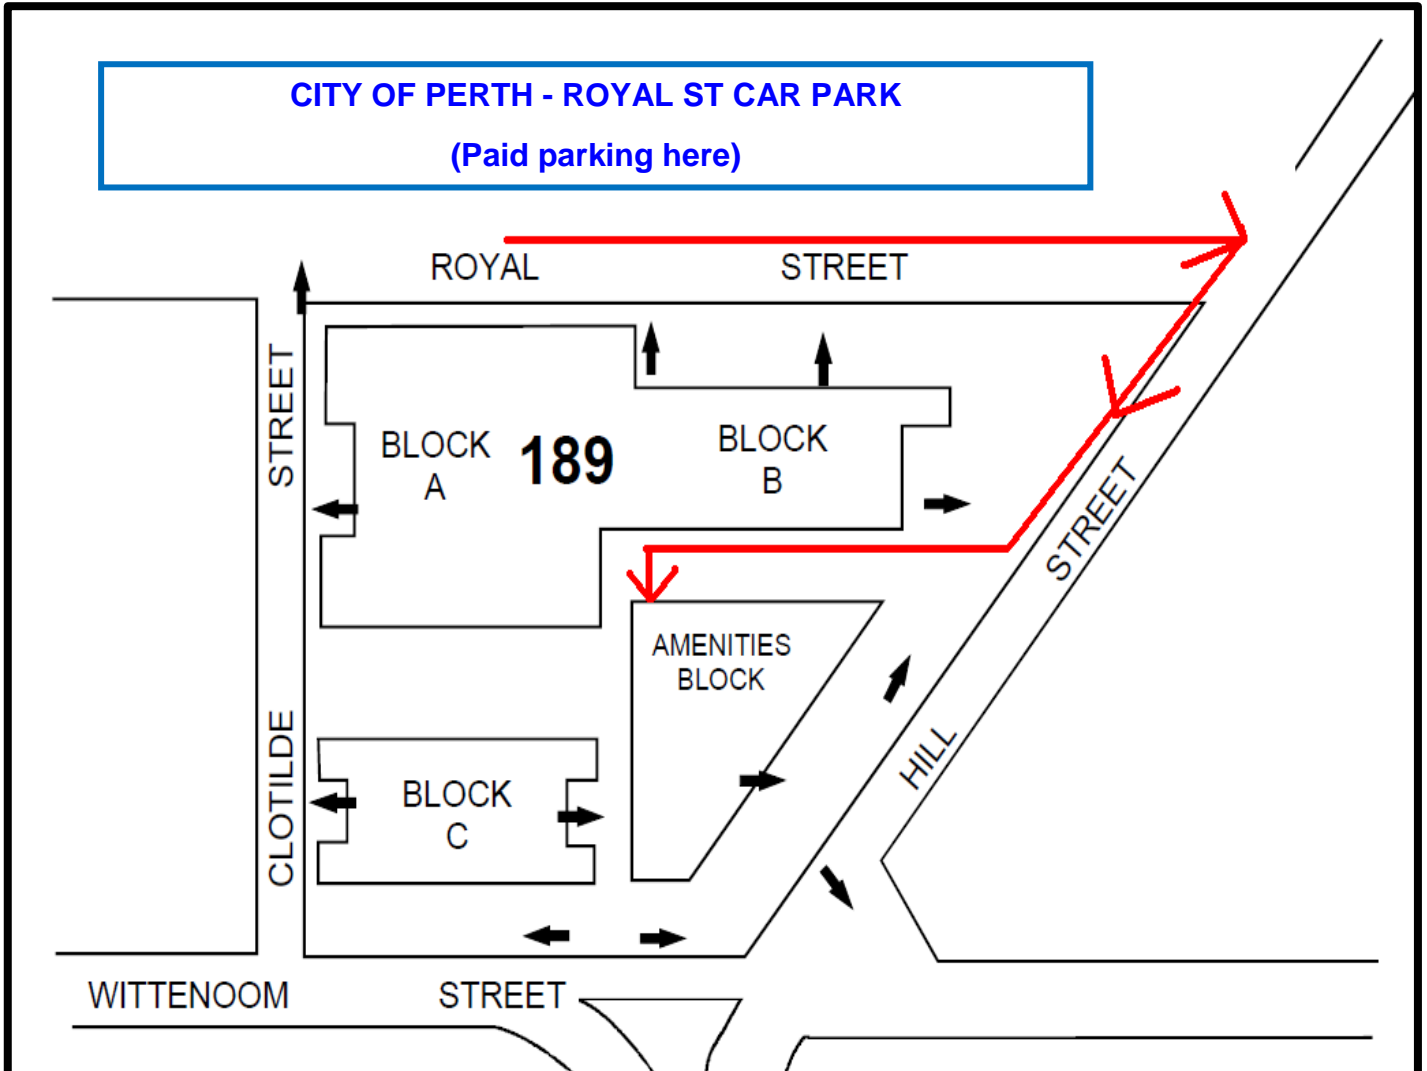 CITY OF PERTH - ROYAL ST CAR PARK
(Paid parking here)
ROYAL STREET
STREET
CLOTILDE
BLOCK
A
189
BLOCK
B
STREET
HILL
AMENITIES
BLOCK
BLOCK
C
WITTENOOM STREET